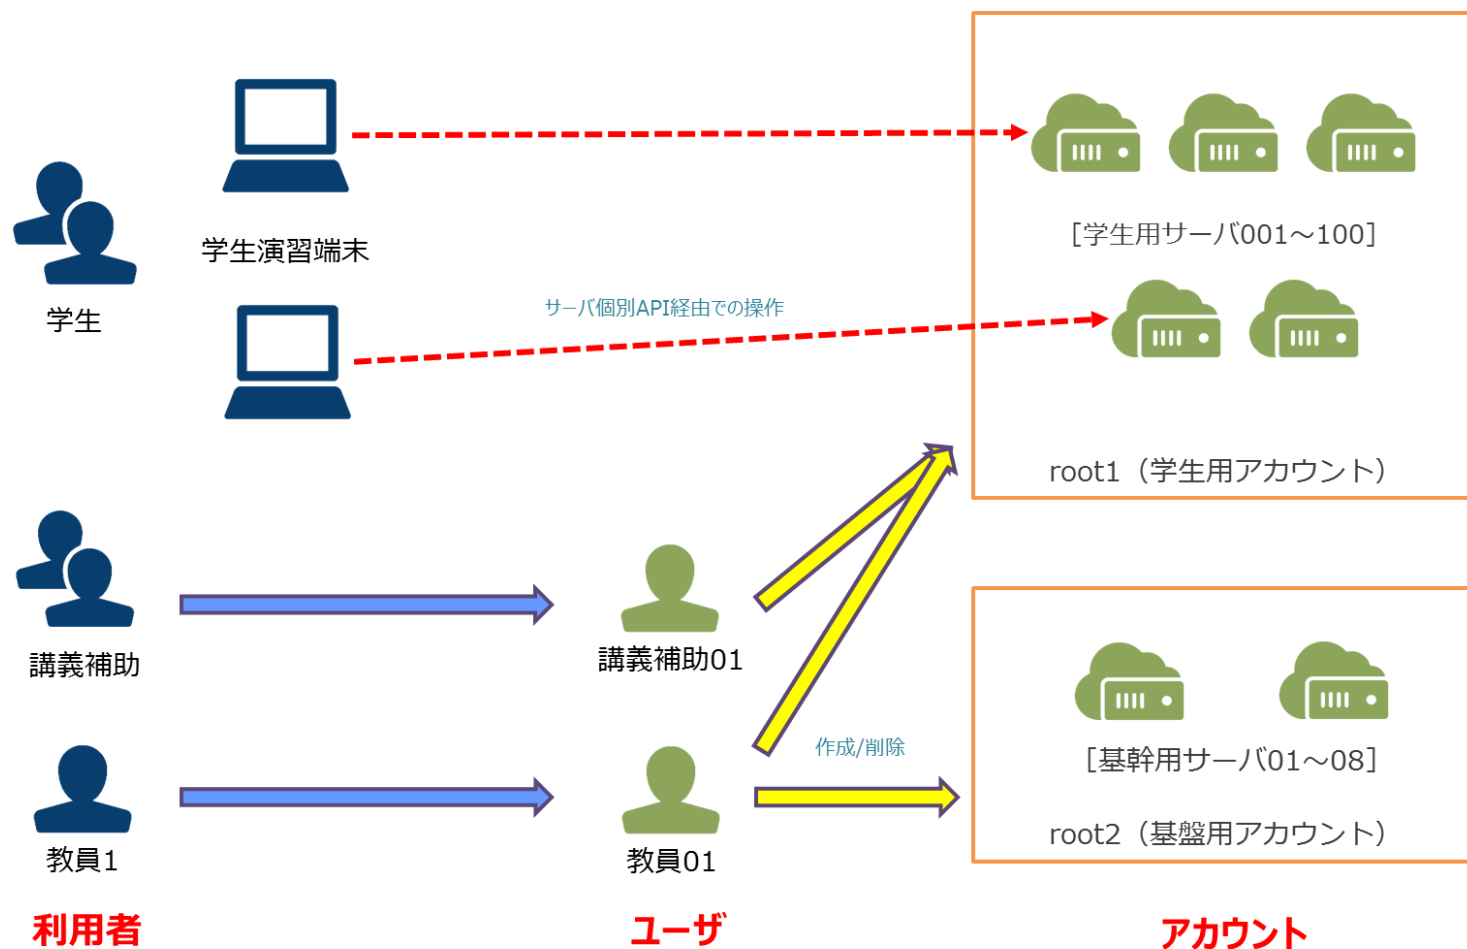 学生演習端末
[学生用サーバ001～100]
サーバ個別API経由での操作
学生
root1（学生用アカウント）
講義補助
講義補助01
作成/削除
[基幹用サーバ01～08]
root2（基盤用アカウント）
教員1
教員01
利用者
ユーザ
アカウント